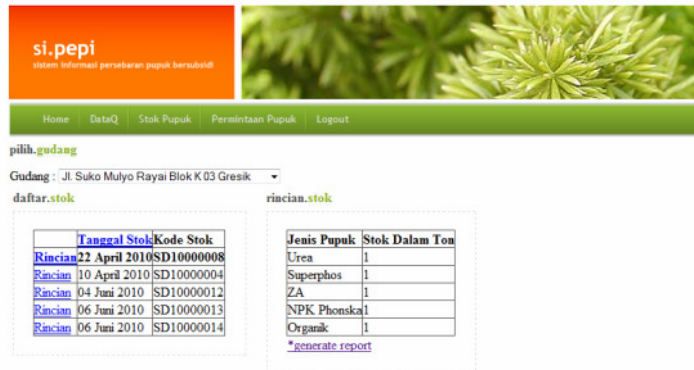 si.pepi
sistem informasi persebaran pupuk bersubsidi
Home DataQ Stok Pupuk Permintaan Pupuk Logout
pilih.gudang
Gudang : Jl. Suko Mulyo Rayai Blok K 03 Gresik
daftar.stok
Tanggal Stok Kode Stok
Rincian 22 April 2010 SD10000008
Rincian 10 April 2010 SD10000004
Rincian 04 Juni 2010 SD10000012
Rincian 06 Juni 2010 SD10000013
Rincian 06 Juni 2010 SD10000014
rincian.stok
Jenis Pupuk Stok Dalam Ton
Urea 1
Superphos 1
ZA 1
NPK Phonska 1
Organik 1
*generate report